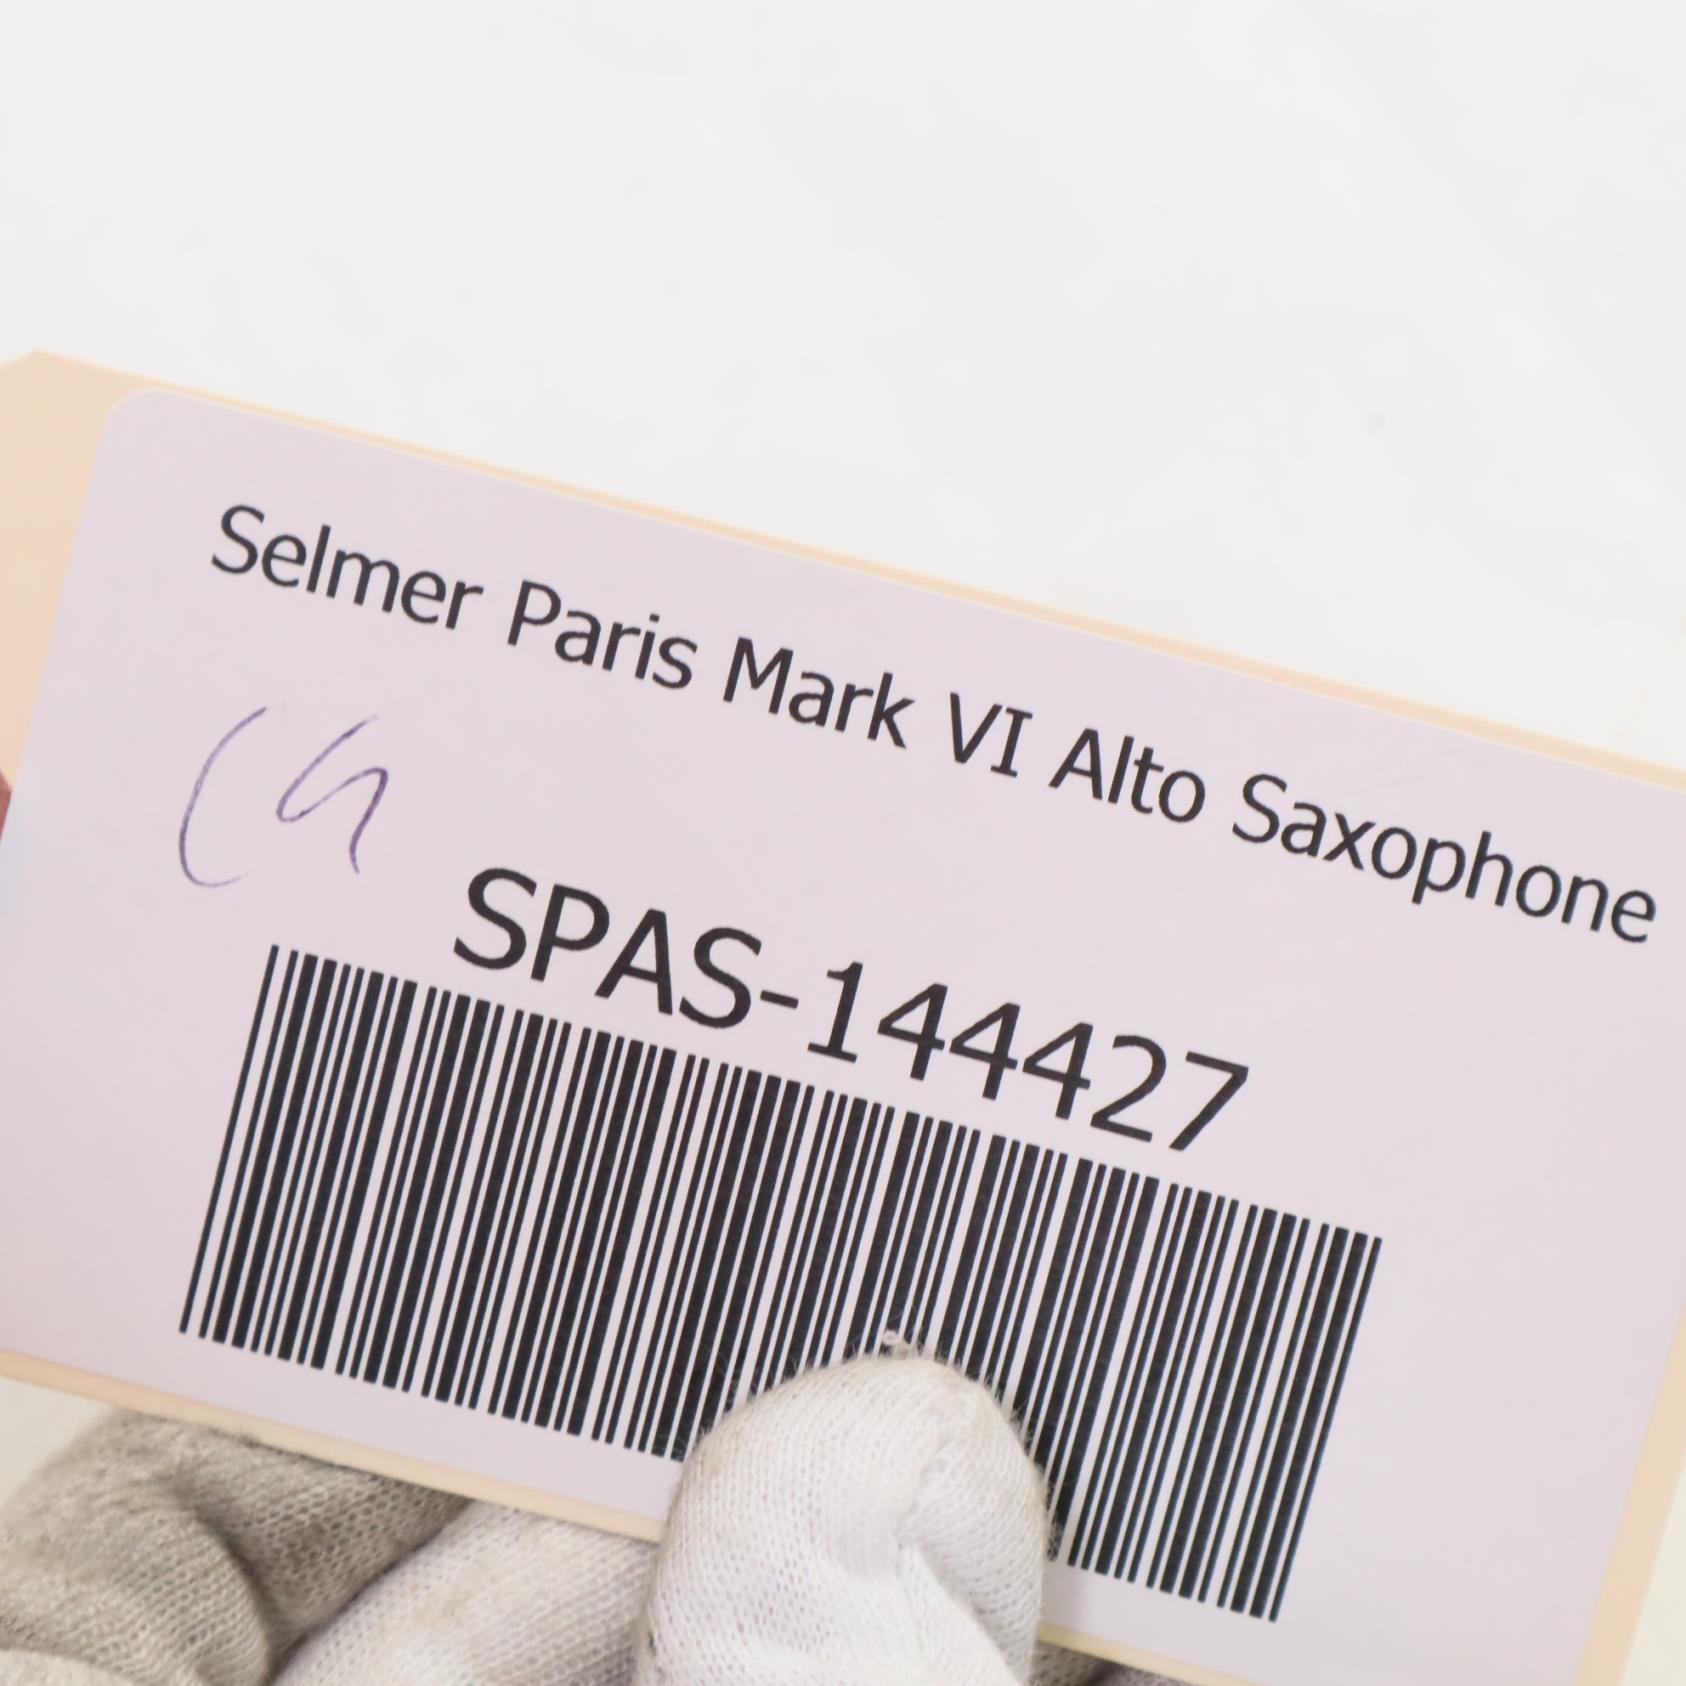 Selmer Paris Mark VI Alto Saxophone
SPAS-144427